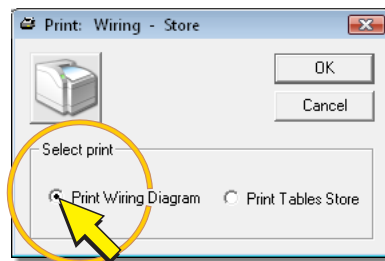 Print: Wiring - Store
OK
Cancel
Select print
Print Wiring Diagram Print Tables Store